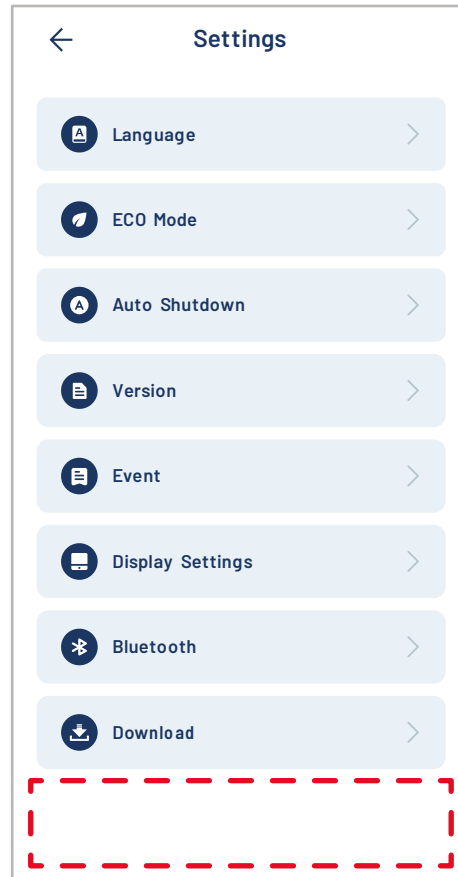 Settings
Language
ECO Mode
Auto Shutdown
Version
Event
Display Settings
Bluetooth
Download